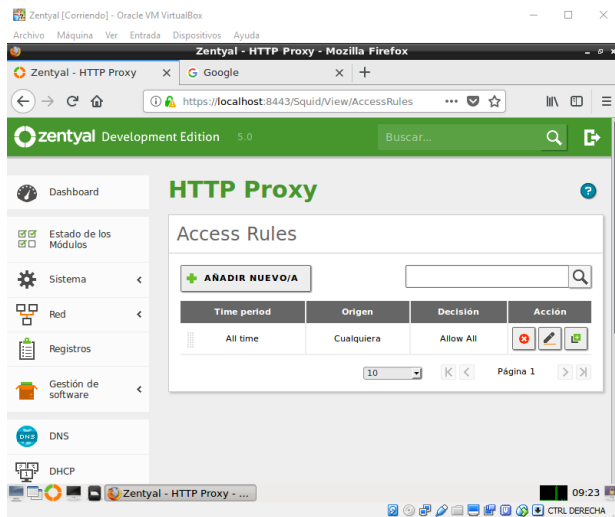 Zentyal [Corriendo] - Oracle VM VirtualBox
Archivo Máquina Ver Entrada Dispositivos Ayuda
Zentyal - HTTP Proxy - Mozilla Firefox
Zentyal - HTTP Proxy
Google
https://localhost:8443/Squid/View/AccessRules
zentyal Development Edition 5.0
Buscar...
Dashboard
Estado de los
Módulos
Sistema
Red
Registros
Gestión de
software
DNS
DHCP
HTTP Proxy
Access Rules
AÑADIR NUEVO/A
Time period Origen Decisión Acción
All time Cualquiera Allow All
10 Página 1
Zentyal - HTTP Proxy - ...
09:23
CTRL DERECHA